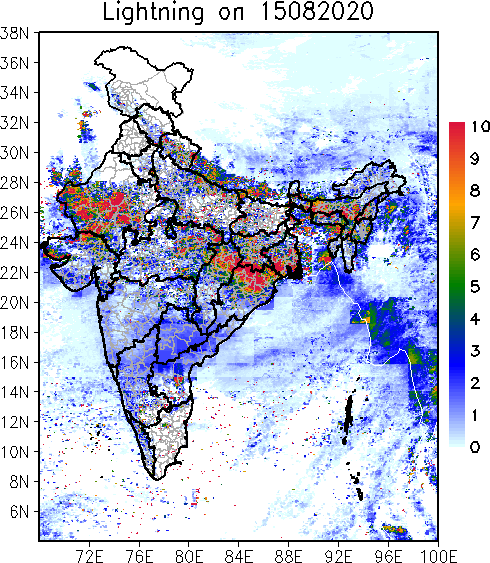 Lightning on 15082020
38N
36N
34N
32N
30N
28N
26N
24N
22N
20N
18N
16N
14N
12N
10N
8N
6N
72E 76E 80E 84E 88E 92E 96E 100E
10
9
8
7
6
5
4
3
2
1
0